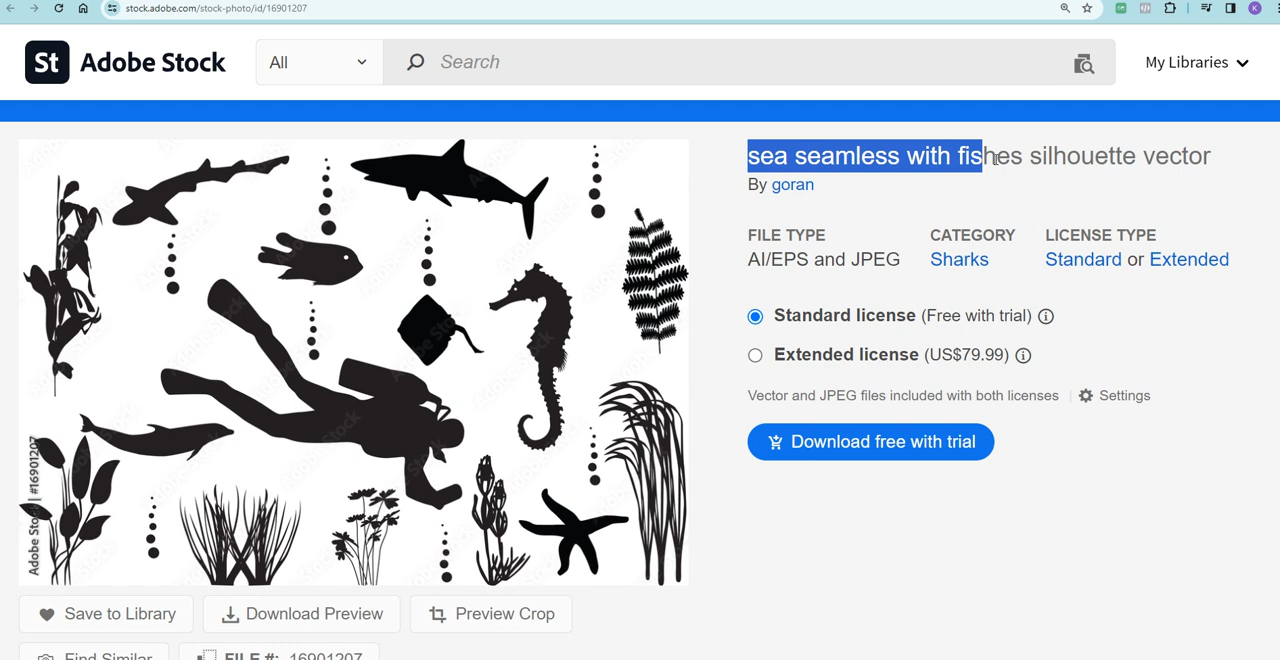 stock.adobe.com/stock-photo/id/16901207
K
St Adobe Stock
All
Search
My Libraries
sea seamless with fishes silhouette vector
By goran
FILE TYPE
AI/EPS and JPEG
CATEGORY
Sharks
LICENSE TYPE
Standard or Extended
Standard license (Free with trial)
Extended license (US$79.99)
Vector and JPEG files included with both licenses | Settings
Download free with trial
Adobe Stock | #16901207
Save to Library
Download Preview
Preview Crop
Find Similar
FILE #: 16901207